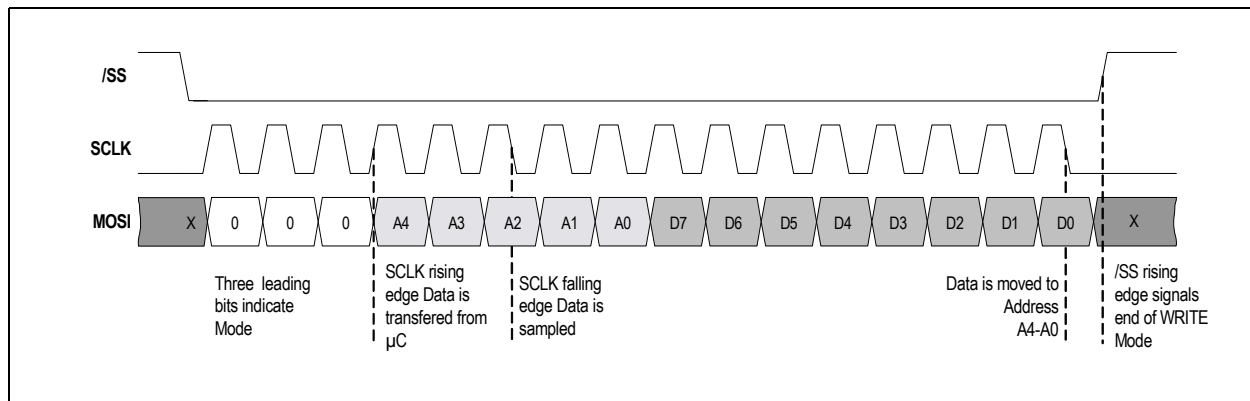 /SS
SCLK
MOSI
X 0 0 0 A4 A3 A2 A1 A0 D7 D6 D5 D4 D3 D2 D1 D0 X
Three leading
bits indicate
Mode
SCLK rising
edge Data is
transfered from
µC
SCLK falling
edge Data is
sampled
Data is moved to
Address
A4-A0
/SS rising
edge signals
end of WRITE
Mode